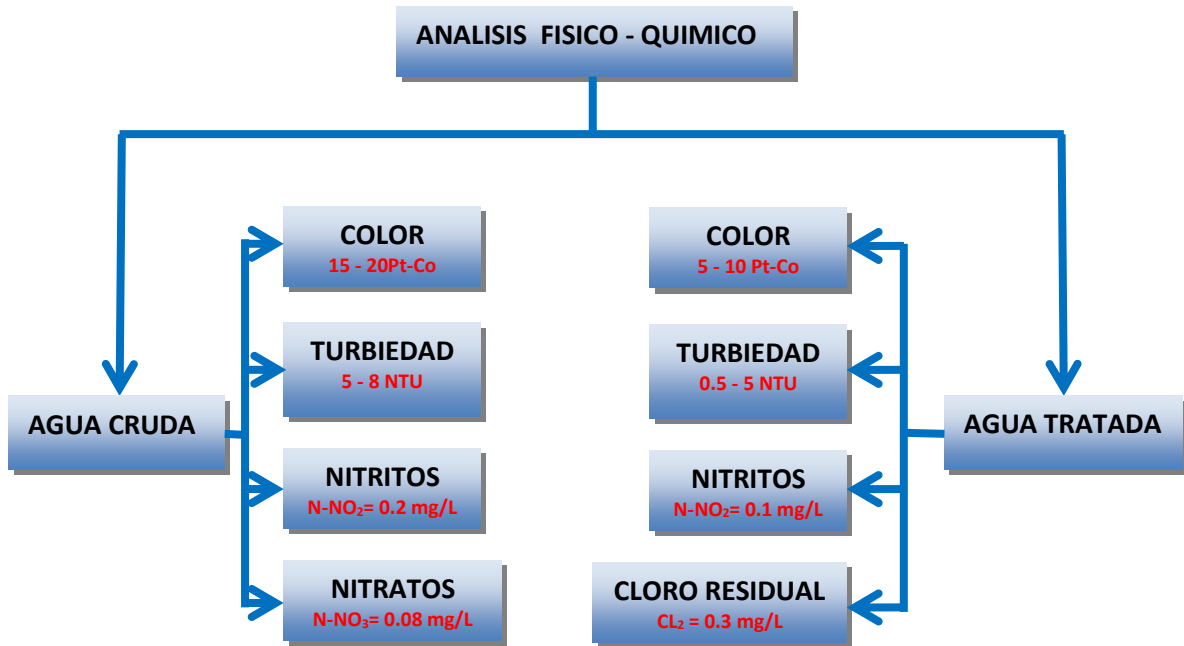 ANALISIS  FISICO - QUIMICO
COLOR
15 - 20Pt-Co
TURBIEDAD
5 - 8 NTU
AGUA CRUDA
NITRITOS
N-NO₂= 0.2 mg/L
NITRATOS
N-NO₃= 0.08 mg/L
COLOR
5 - 10 Pt-Co
TURBIEDAD
0.5 - 5 NTU
AGUA TRATADA
NITRITOS
N-NO₂= 0.1 mg/L
CLORO RESIDUAL
CL₂ = 0.3 mg/L